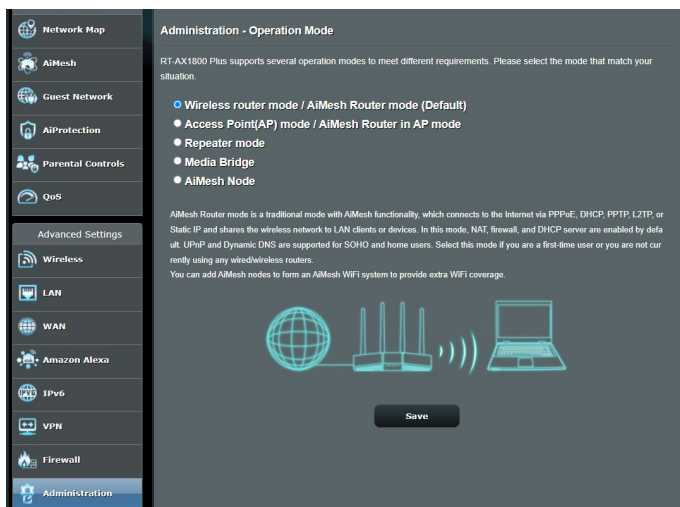 Network Map
AiMesh
Guest Network
AiProtection
Parental Controls
QoS
Advanced Settings
Wireless
LAN
WAN
Amazon Alexa
IPv6
VPN
Firewall
Administration
Administration - Operation Mode
RT-AX1800 Plus supports several operation modes to meet different requirements. Please select the mode that match your
situation.
Wireless router mode / AiMesh Router mode (Default)
Access Point(AP) mode / AiMesh Router in AP mode
Repeater mode
Media Bridge
AiMesh Node
AiMesh Router mode is a traditional mode with AiMesh functionality, which connects to the Internet via PPPoE, DHCP, PPTP, L2TP, or
Static IP and shares the wireless network to LAN clients or devices. In this mode, NAT, firewall, and DHCP server are enabled by defa
ult. UPnP and Dynamic DNS are supported for SOHO and home users. Select this mode if you are a first-time user or you are not cur
rently using any wired/wireless routers.
You can add AiMesh nodes to form an AiMesh WiFi system to provide extra WiFi coverage.
Save